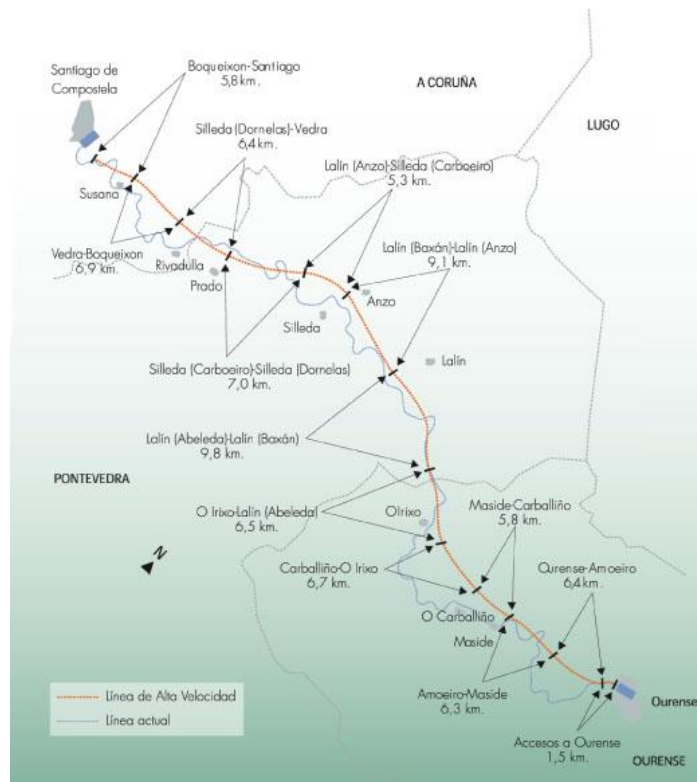 Santiago de
Compostela
Boqueixon-Santiago
5,8 km.
A CORUÑA
LUGO
Silleda (Dornelas)-Vedra
6,4 km.
Lalín (Anzo)-Silleda (Carboeiro)
5,3 km.
Susana
Vedra-Boqueixon
6,9 km.
Rivadulla
Prado
Lalín (Baxán)-Lalín (Anzo)
9,1 km.
Anzo
Silleda
Lalín
Silleda (Carboeiro)-Silleda (Dornelas)
7,0 km.
Lalín (Abeleda)-Lalín (Baxán)
9,8 km.
PONTEVEDRA
O Irixo-Lalín (Abeleda)
6,5 km.
OIrixo
Maside-Carballiño
5,8 km.
N
Carballiño-O Irixo
6,7 km.
Ourense-Amoeiro
6,4 km.
O Carballiño
Maside
Amoeiro-Maside
6,3 km.
Línea de Alta Velocidad
Línea actual
Ourense
Accesos a Ourense
1,5 km.
OURENSE